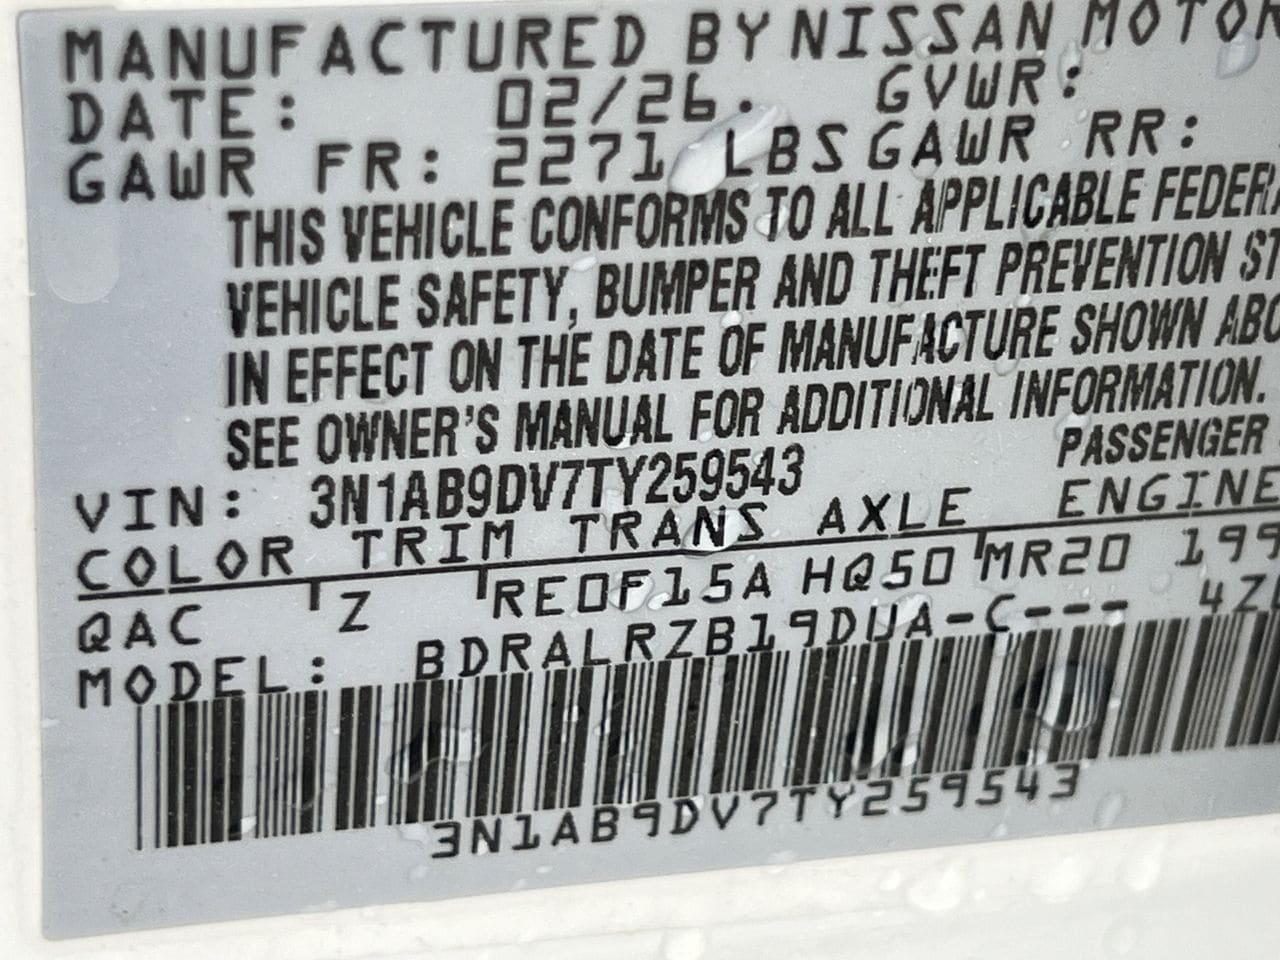 MANUFACTURED BY NISSAN MOTOR
DATE: 02/26. GVWR:
GAWR FR: 2271 LBS GAWR RR:
THIS VEHICLE CONFORMS TO ALL APPLICABLE FEDERA
VEHICLE SAFETY, BUMPER AND THEFT PREVENTION ST
IN EFFECT ON THE DATE OF MANUFACTURE SHOWN ABO
SEE OWNER'S MANUAL FOR ADDITIONAL INFORMATION.
VIN: 3N1AB9DV7TY259543 PASSENGER
COLOR TRIM TRANS AXLE ENGINE
QAC Z RE0F15A HQ50 MR20 199
MODEL: BDRALRZB19DUA-C--- 4Z
3N1AB9DV7TY259543